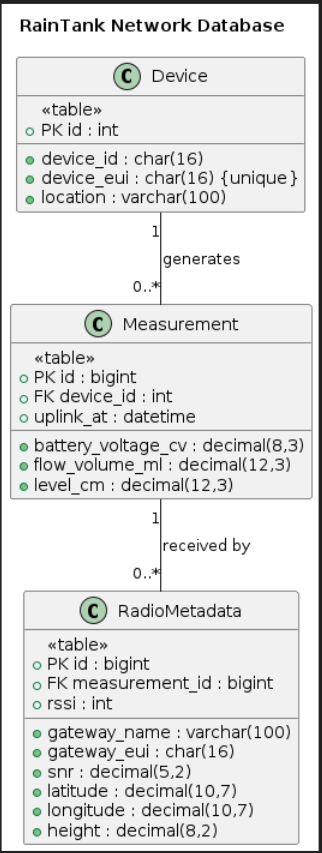 RainTank Network Database
C Device
«table»
PK id : int
device_id : char(16)
device_eui : char(16) {unique}
location : varchar(100)
1
generates
0..*
C Measurement
«table»
PK id : bigint
FK device_id : int
uplink_at : datetime
battery_voltage_cv : decimal(8,3)
flow_volume_ml : decimal(12,3)
level_cm : decimal(12,3)
1
received by
0..*
C RadioMetadata
«table»
PK id : bigint
FK measurement_id : bigint
rssi : int
gateway_name : varchar(100)
gateway_eui : char(16)
snr : decimal(5,2)
latitude : decimal(10,7)
longitude : decimal(10,7)
height : decimal(8,2)